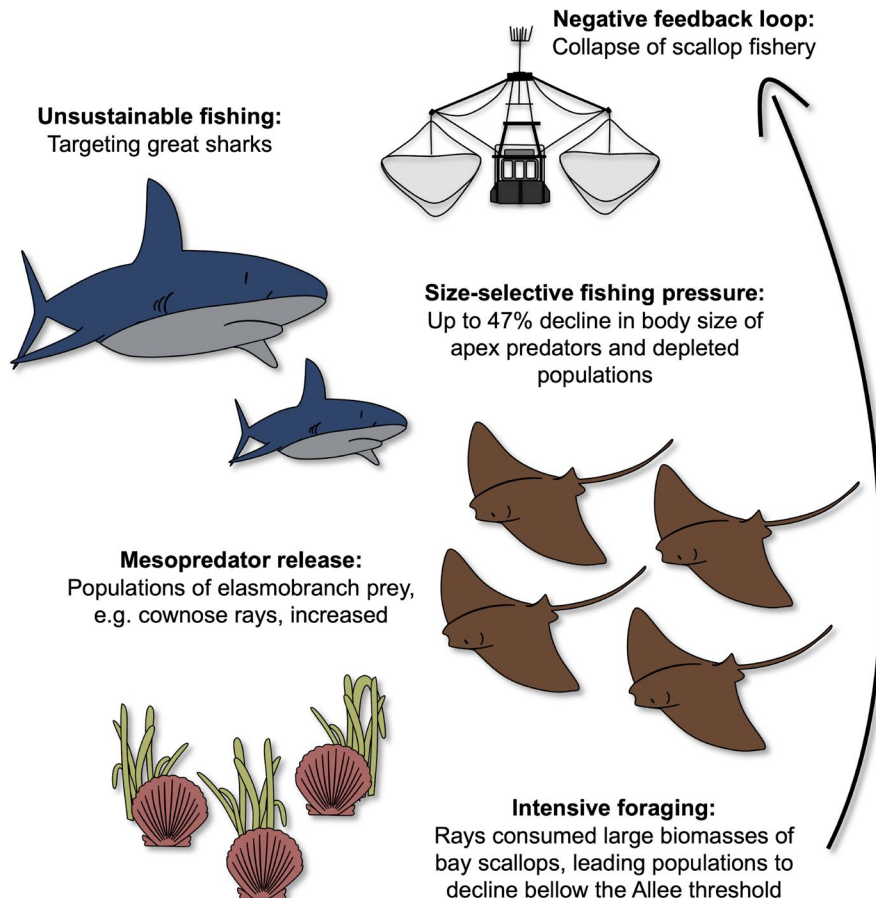 Negative feedback loop:
Collapse of scallop fishery
Unsustainable fishing:
Targeting great sharks
Size-selective fishing pressure:
Up to 47% decline in body size of
apex predators and depleted
populations
Mesopredator release:
Populations of elasmobranch prey,
e.g. cownose rays, increased
Intensive foraging:
Rays consumed large biomasses of
bay scallops, leading populations to
decline bellow the Allee threshold